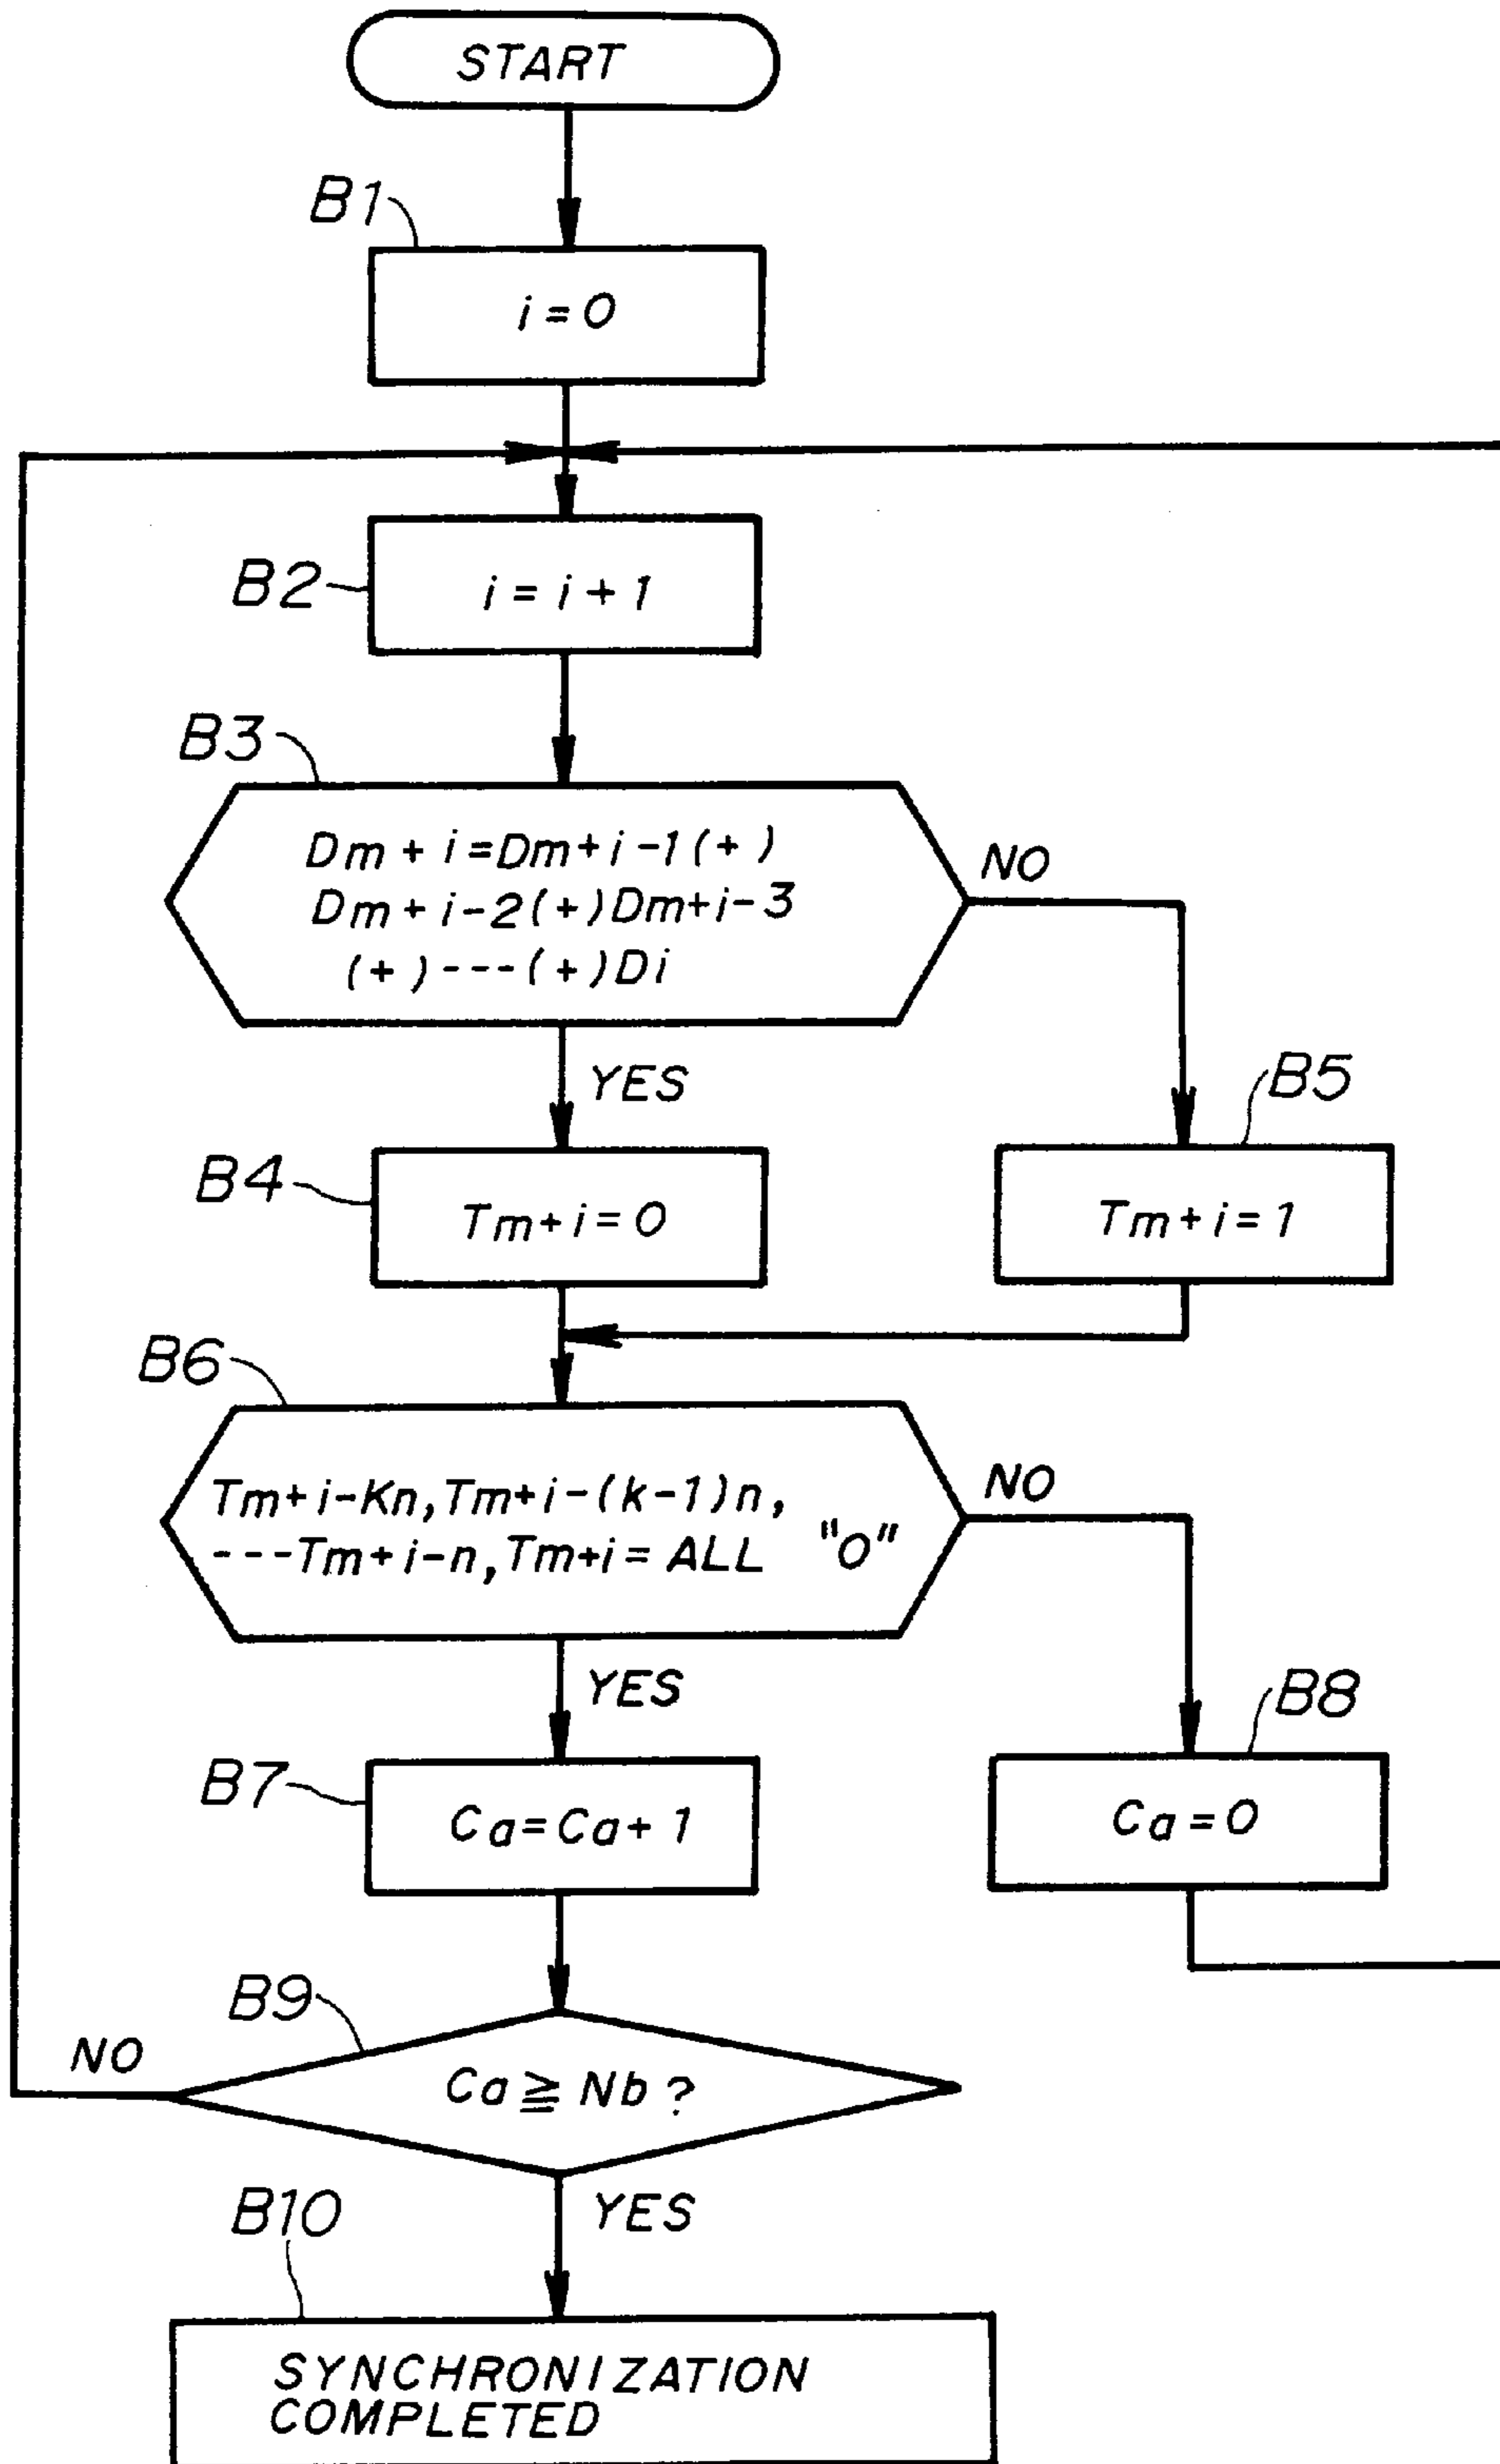 START
B1
i=0
B2
i=i+1
B3
Dm+i=Dm+i-1(+)
Dm+i-2(+)Dm+i-3
(+)---(+)Di
NO
YES
B4
Tm+i=0
B5
Tm+i=1
B6
Tm+i-Kn,Tm+i-(k-1)n,
---Tm+i-n,Tm+i=ALL "0"
NO
YES
B7
Ca=Ca+1
B8
Ca=0
B9
Ca≧Nb?
NO
YES
B10
SYNCHRONIZATION
COMPLETED